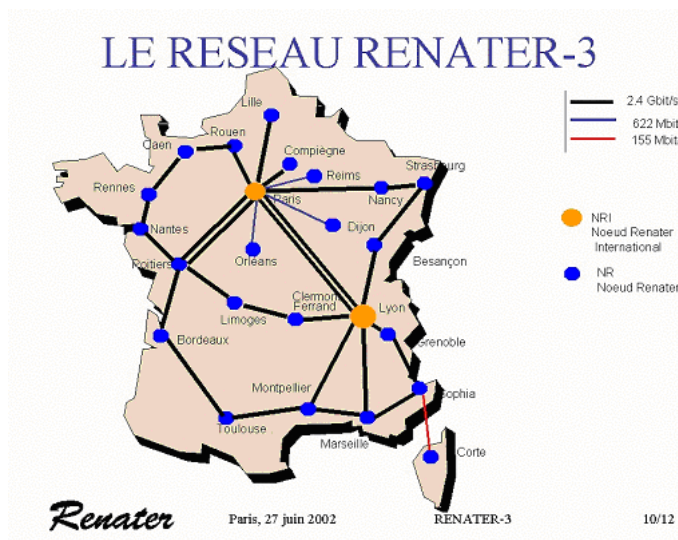 LE RESEAU RENATER-3
2.4 Gbit/s
622 Mbit
155 Mbit
Lille
Rouen
Caen
Compiègne
Reims
Strasbourg
Paris
Nancy
Rennes
Nantes
Dijon
Orléans
Poitiers
Besançon
NRI
Noeud Renater
International
NR
Noeud Renater
Clermont
Ferrand
Lyon
Limoges
Grenoble
Bordeaux
Montpellier
Sophia
Toulouse
Marseille
Corte
Renater
Paris, 27 juin 2002
RENATER-3
10/12